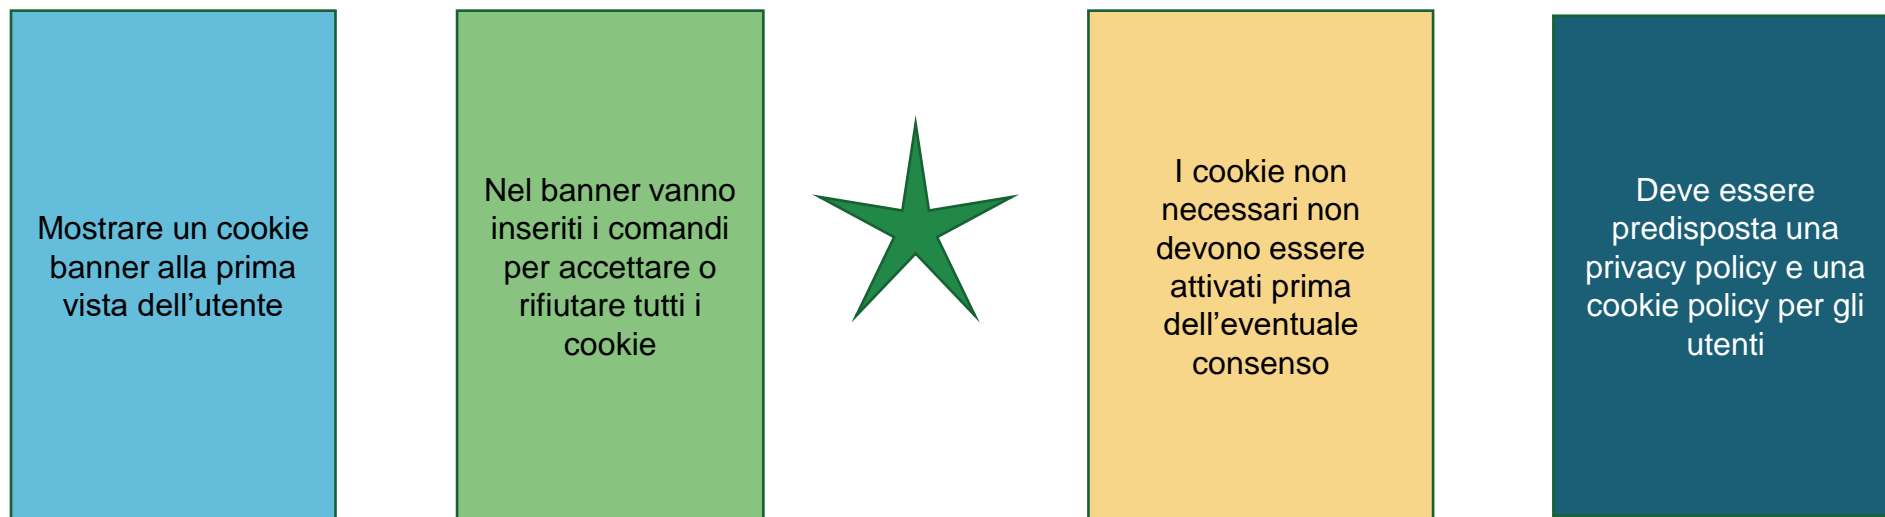 Mostrare un cookie
banner alla prima
vista dell’utente
Nel banner vanno
inseriti i comandi
per accettare o
rifiutare tutti i
cookie
I cookie non
necessari non
devono essere
attivati prima
dell’eventuale
consenso
Deve essere
predisposta una
privacy policy e una
cookie policy per gli
utenti